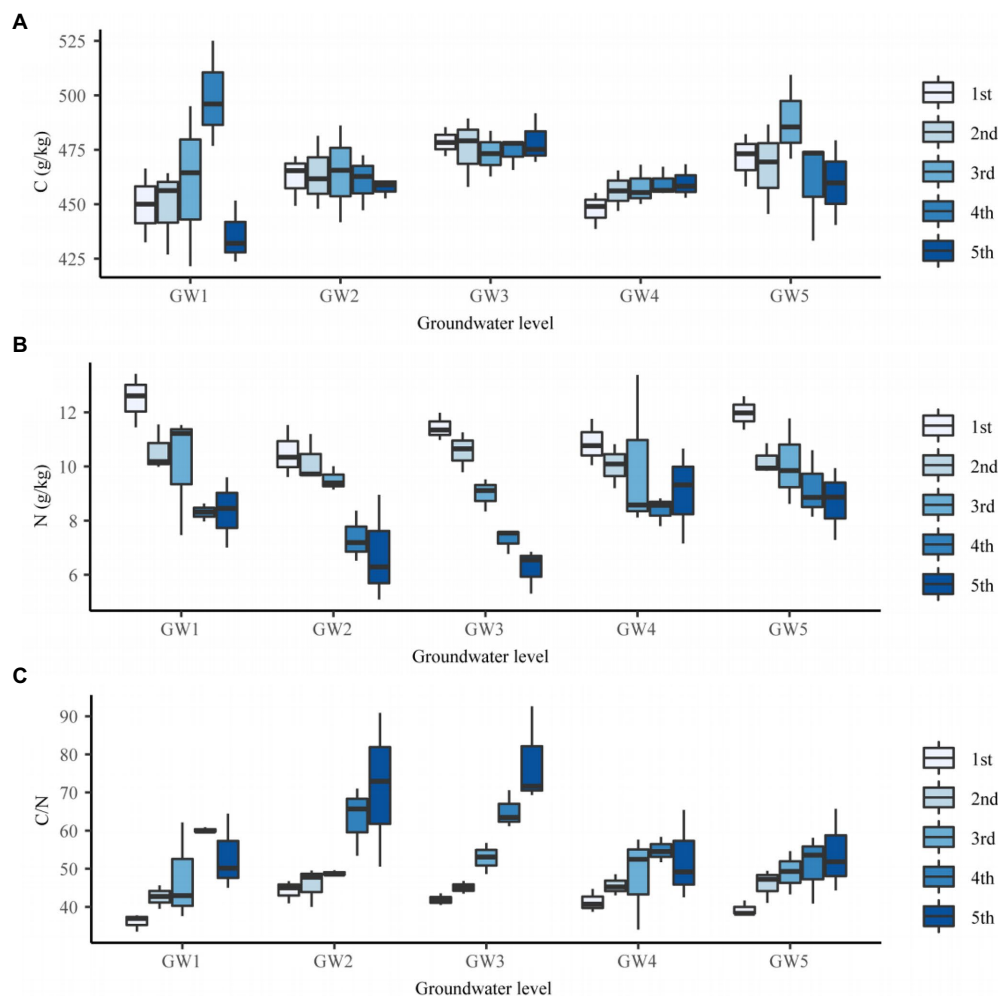 A
C (g/kg)
525
500
475
450
425
GW1 GW2 GW3 GW4 GW5
Groundwater level
1st
2nd
3rd
4th
5th
B
N (g/kg)
12
10
8
6
GW1 GW2 GW3 GW4 GW5
Groundwater level
1st
2nd
3rd
4th
5th
C
C/N
90
80
70
60
50
40
GW1 GW2 GW3 GW4 GW5
Groundwater level
1st
2nd
3rd
4th
5th